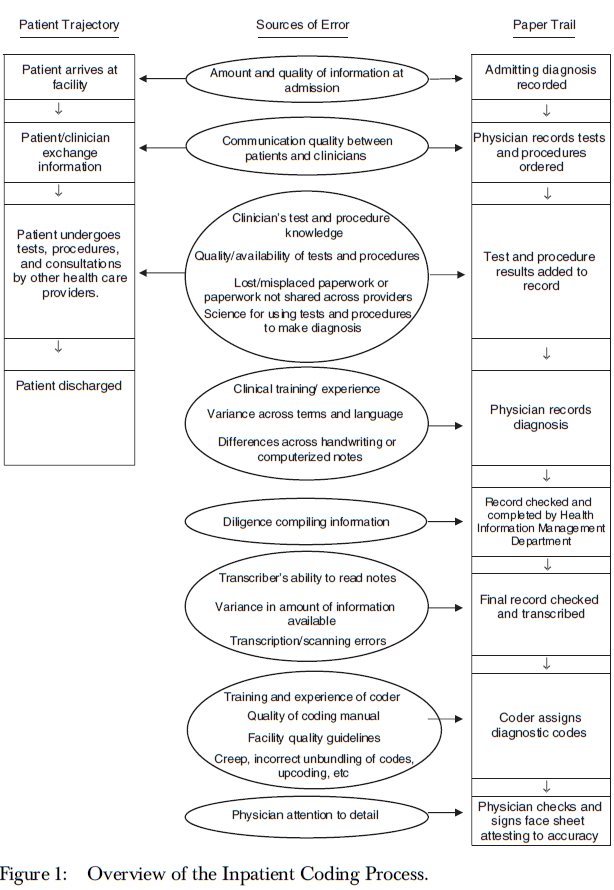 Patient Trajectory
Sources of Error
Paper Trail
Patient arrives at
facility
Amount and quality of information at
admission
Admitting diagnosis
recorded
Patient/clinician
exchange
information
Communication quality between
patients and clinicians
Physician records tests
and procedures
ordered
Patient undergoes
tests, procedures,
and consultations
by other health care
providers.
Clinician's test and procedure
knowledge
Quality/availability of tests and procedures
Lost/misplaced paperwork or
paperwork not shared across providers
Science for using tests and procedures
to make diagnosis
Test and procedure
results added to
record
Patient discharged
Clinical training/ experience
Variance across terms and language
Differences across handwriting or
computerized notes
Physician records
diagnosis
Diligence compiling information
Record checked and
completed by Health
Information Management
Department
Transcriber's ability to read notes
Variance in amount of information
available
Transcription/scanning errors
Final record checked
and transcribed
Training and experience of coder
Quality of coding manual
Facility quality guidelines
Creep, incorrect unbundling of codes,
upcoding, etc
Coder assigns
diagnostic codes
Physician attention to detail
Physician checks and
signs face sheet
attesting to accuracy
Figure 1: Overview of the Inpatient Coding Process.